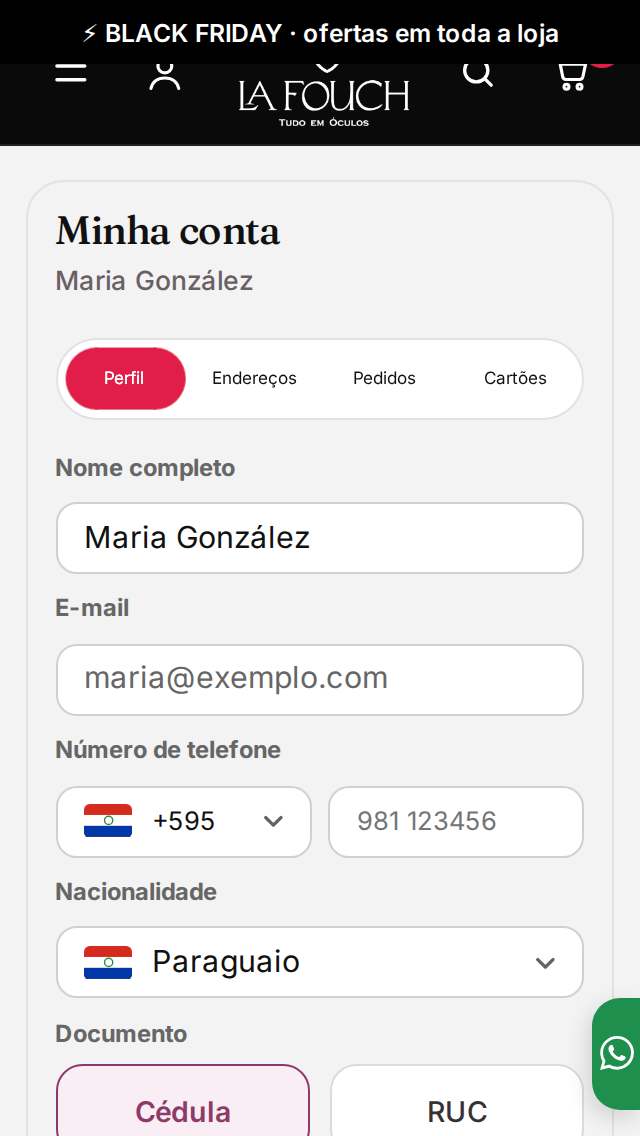 ⚡ BLACK FRIDAY · ofertas em toda a loja
LA FOUCH
Tudo em Óculos
Minha conta
Maria González
Perfil Endereços Pedidos Cartões
Nome completo
Maria González
E-mail
maria@exemplo.com
Número de telefone
+595 981 123456
Nacionalidade
Paraguaio
Documento
Cédula RUC